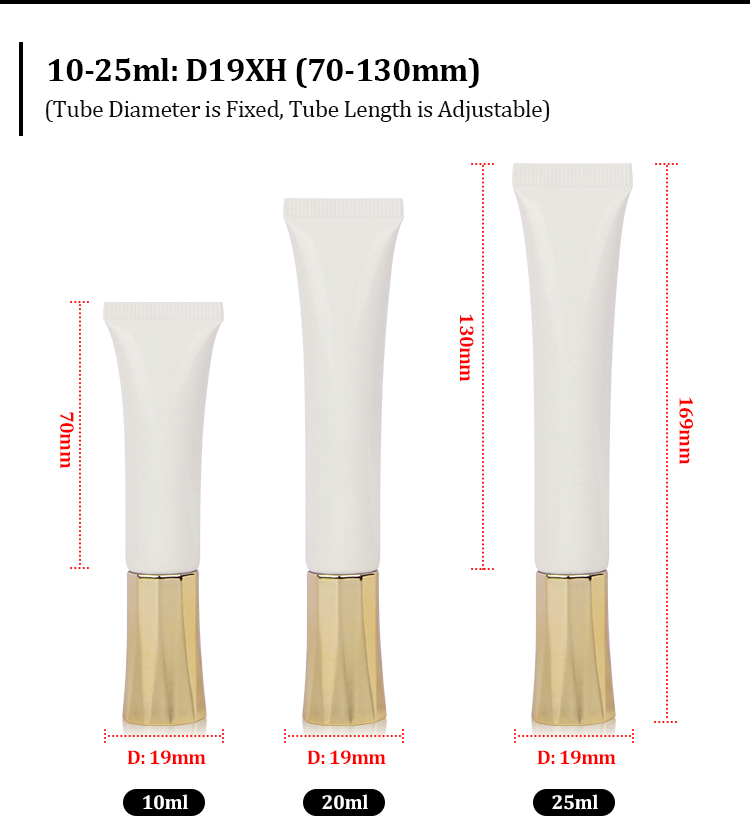 10-25ml: D19XH (70-130mm)
(Tube Diameter is Fixed, Tube Length is Adjustable)
70mm
130mm
169mm
D: 19mm
D: 19mm
D: 19mm
10ml
20ml
25ml